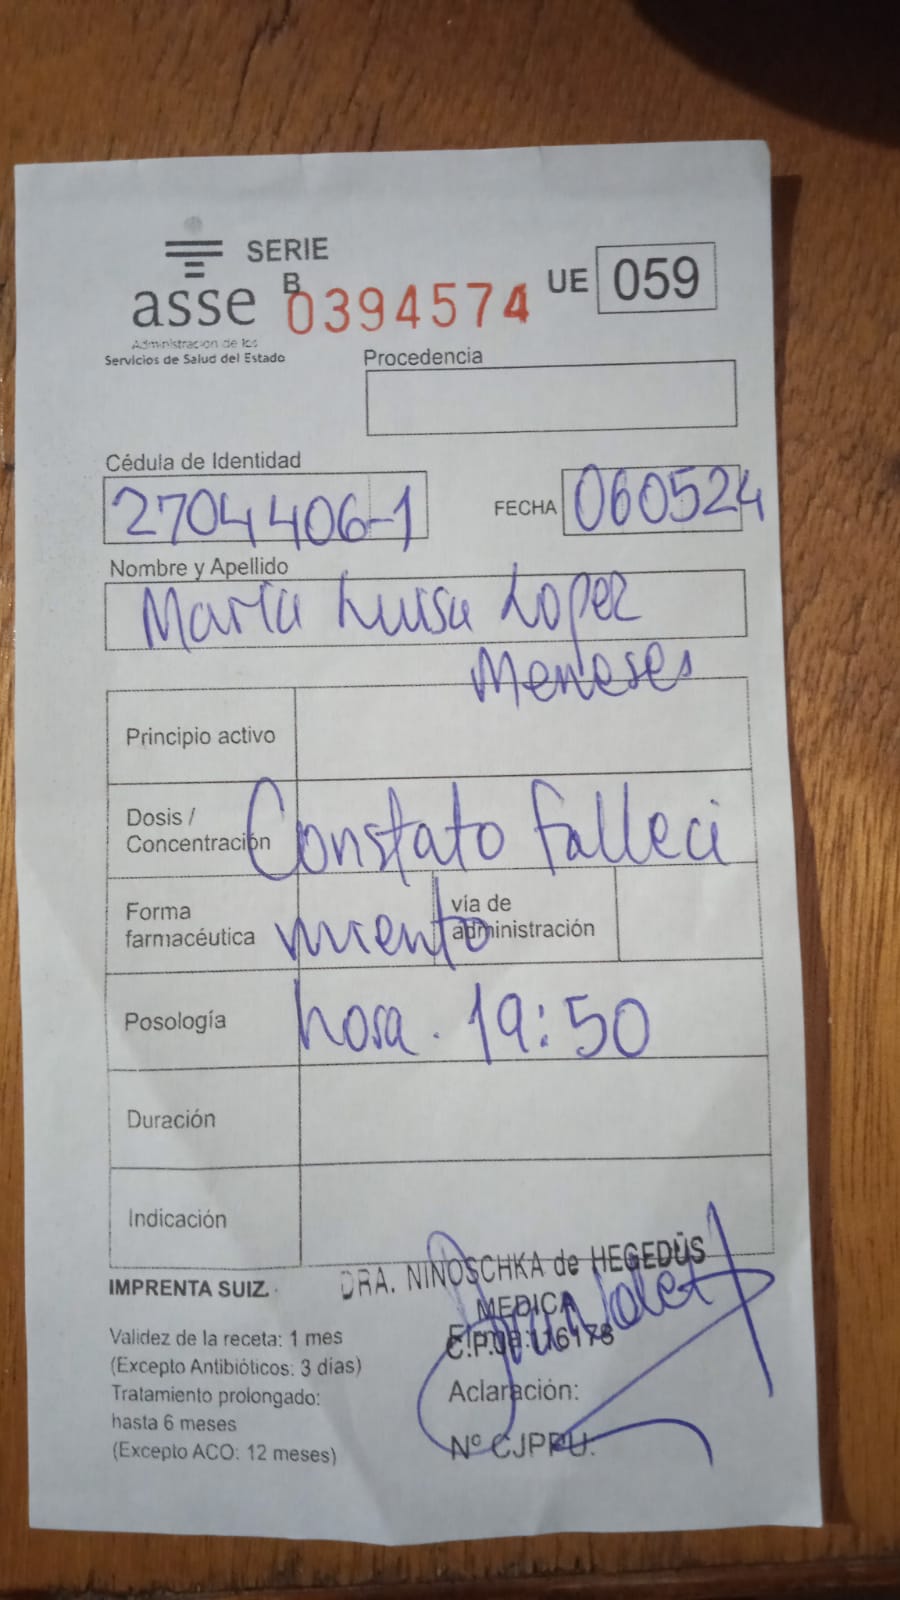 SERIE
B
asse
0394574
UE 059
Administración de los
Servicios de Salud del Estado
Procedencia
Cédula de Identidad
2704406-1
FECHA 060524
Nombre y Apellido
María Luisa Lopez
Meneses
Principio activo
Dosis /
Concentración
Constato falleci
Forma
farmacéutica
miento
vía de
administración
Posología
hora. 19:50
Duración
Indicación
IMPRENTA SUIZ.
DRA. NINOSCHKA de HEGEDÜS
MEDICA
Validez de la receta: 1 mes
(Excepto Antibióticos: 3 días)
Tratamiento prolongado:
hasta 6 meses
(Excepto ACO: 12 meses)
Aclaración:
Nº CJPPU: